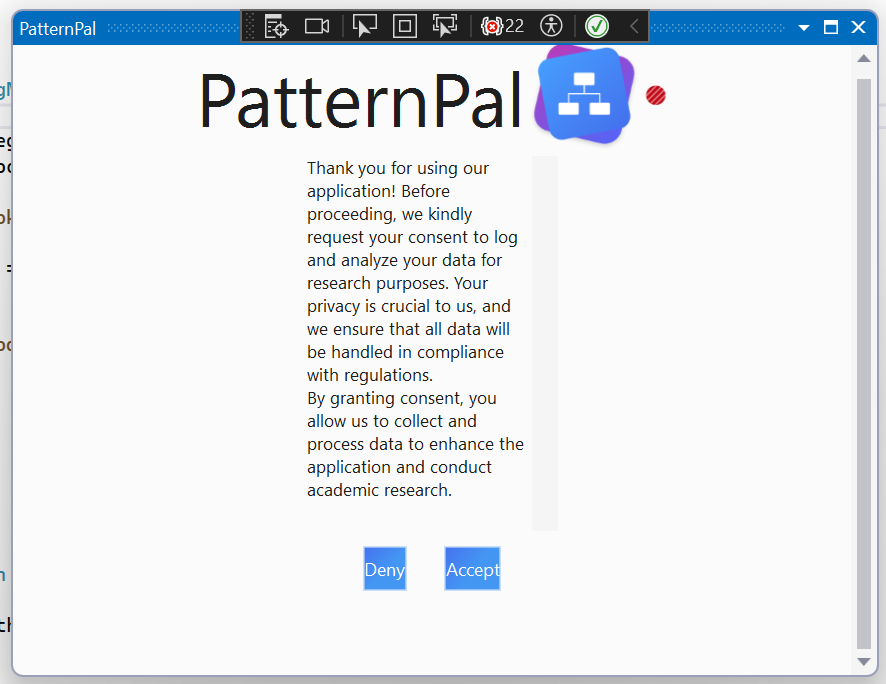 PatternPal
22
PatternPal
Thank you for using our
application! Before
proceeding, we kindly
request your consent to log
and analyze your data for
research purposes. Your
privacy is crucial to us, and
we ensure that all data will
be handled in compliance
with regulations.
By granting consent, you
allow us to collect and
process data to enhance the
application and conduct
academic research.
Deny
Accept